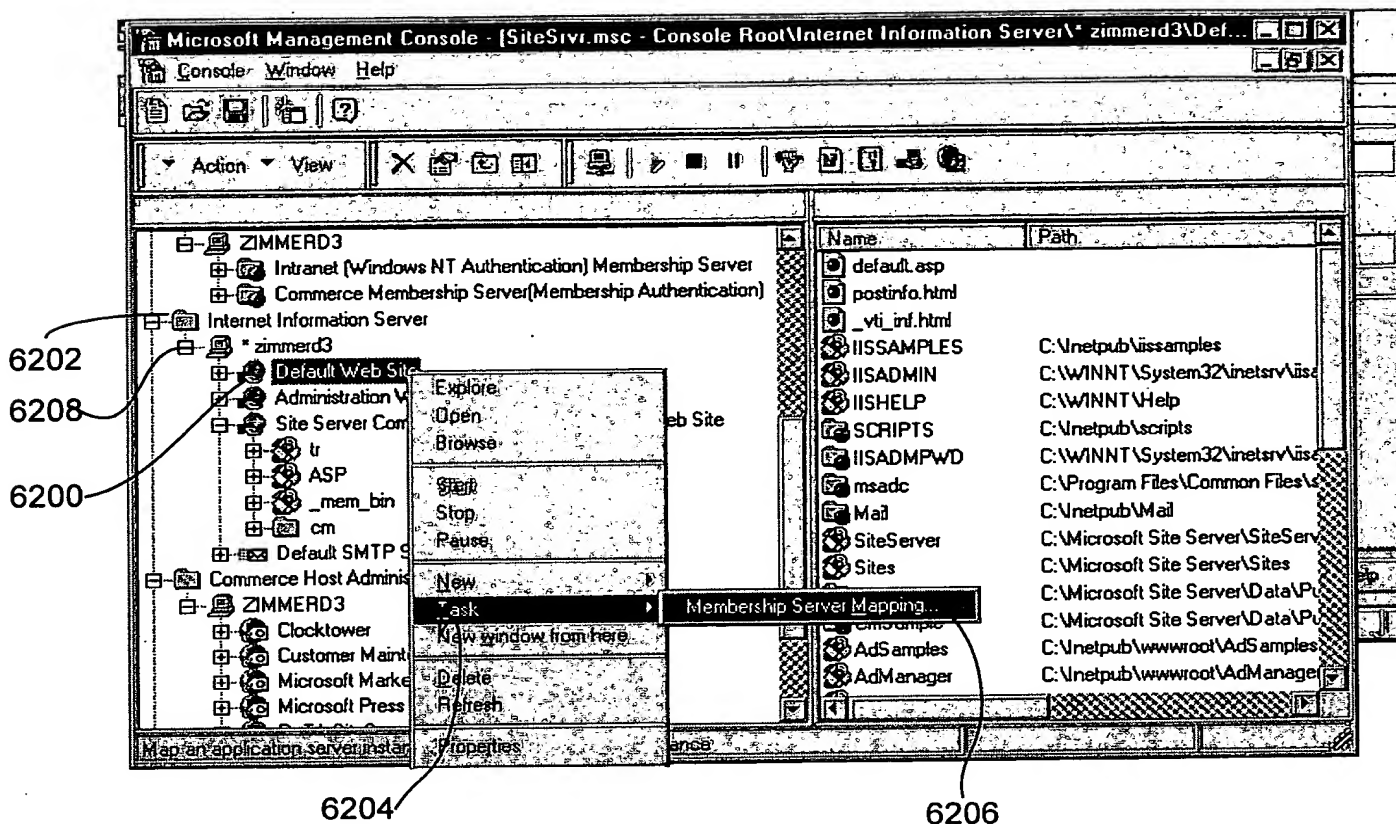 Microsoft Management Console - [SiteSrvr.msc - Console Root\Internet Information Server\* zimmerd3\Def...
Console Window Help
Action View
ZIMMERD3
Intranet (Windows NT Authentication) Membership Server
Commerce Membership Server(Membership Authentication)
Internet Information Server
* zimmerd3
Default Web Site
Administration W
Site Server Com
eb Site
tr
ASP
_mem_bin
cm
Default SMTP S
Commerce Host Adminis
ZIMMERD3
Clocktower
Customer Maint
Microsoft Marke
Microsoft Press
Explore
Open
Browse
Start
Stop
Pause
New
Task
New window from here
Delete
Refresh
Properties
Membership Server Mapping...
Name Path
default.asp
postinfo.html
_vti_inf.html
IISSAMPLES C:\Inetpub\iissamples
IISADMIN C:\WINNT\System32\inetsrv\iisa
IISHELP C:\WINNT\Help
SCRIPTS C:\Inetpub\scripts
IISADMPWD C:\WINNT\System32\inetsrv\iisa
msadc C:\Program Files\Common Files\s
Mail C:\Inetpub\Mail
SiteServer C:\Microsoft Site Server\SiteServ
Sites C:\Microsoft Site Server\Sites
C:\Microsoft Site Server\Data\Pu
C:\Microsoft Site Server\Data\Pu
AdSamples C:\Inetpub\wwwroot\AdSamples
AdManager C:\Inetpub\wwwroot\AdManager
Map an application server instan
ance
6202
6208
6200
6204
6206